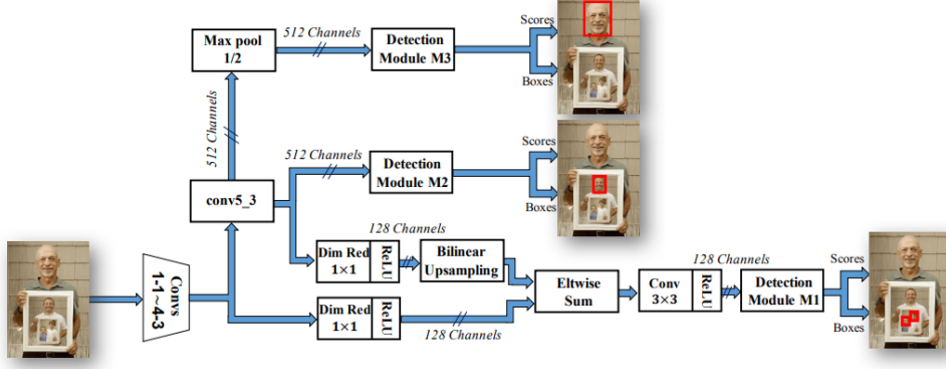 512 Channels
Max pool
1/2
Detection
Module M3
Scores
Boxes
512 Channels
512 Channels
Detection
Module M2
Scores
Boxes
conv5_3
128 Channels
Dim Red
1×1
ReLU
Bilinear
Upsampling
Convs
1-1~4-3
Dim Red
1×1
ReLU
128 Channels
Eltwise
Sum
Conv
3×3
ReLU
128 Channels
Detection
Module M1
Scores
Boxes